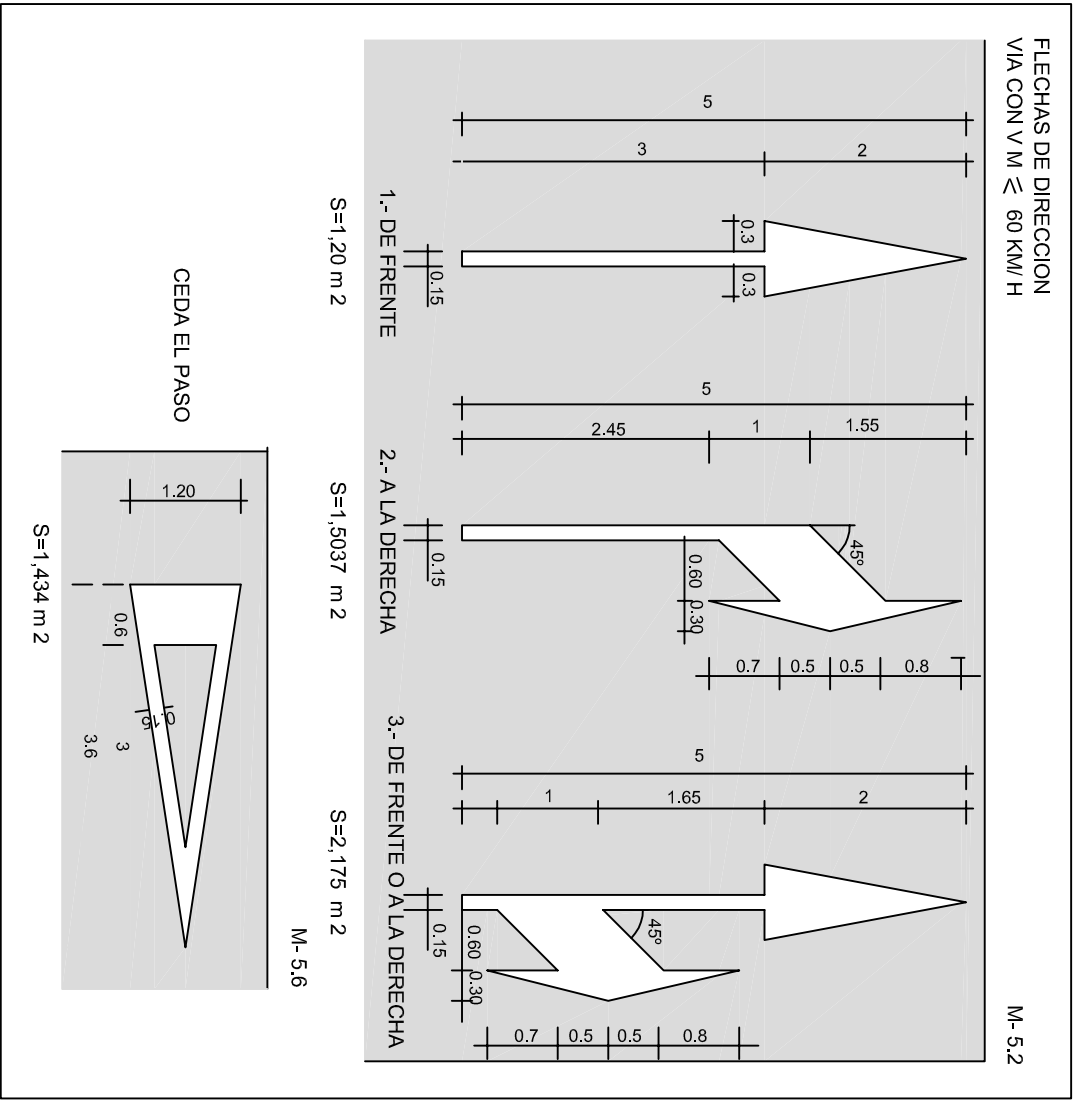 FLECHAS DE DIRECCION
VIA CON V M ⩽ 60 KM/ H
M- 5.2
5
3
2
0.3
0.3
0.15
1.- DE FRENTE
S=1,20 m 2
5
2.45
1
1.55
45º
0.60
0.30
0.15
0.7
0.5
0.5
0.8
2.- A LA DERECHA
S=1,5037 m 2
5
1
1.65
2
45º
0.60
0.30
0.15
0.7
0.5
0.5
0.8
3.- DE FRENTE O A LA DERECHA
S=2,175 m 2
M- 5.6
CEDA EL PASO
1.20
0.6
3
3.6
S=1,434 m 2